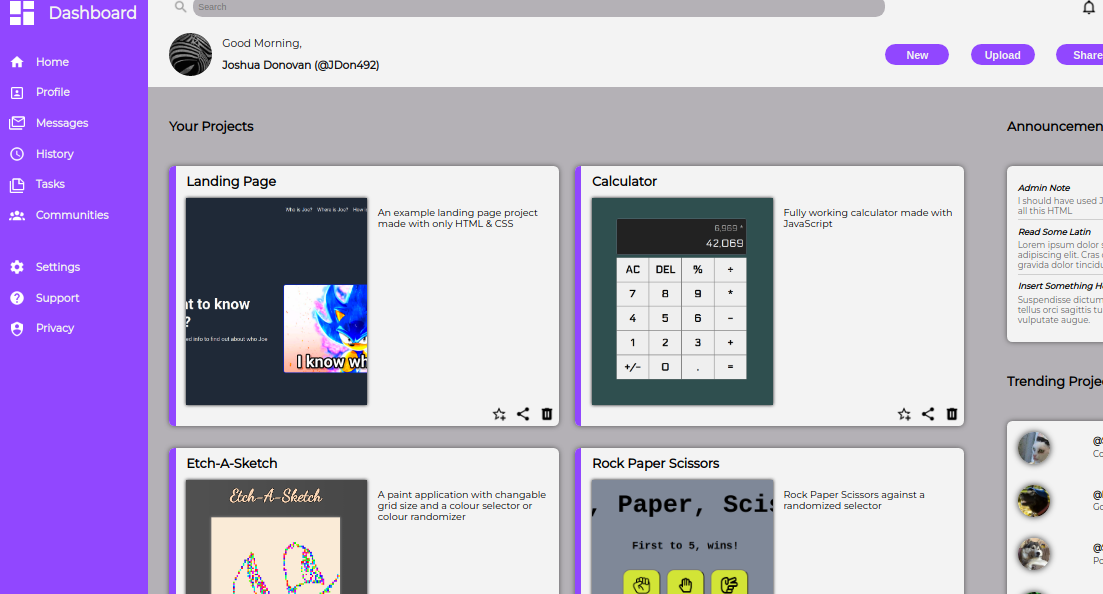 Dashboard
Search
Home
Profile
Messages
History
Tasks
Communities
Settings
Support
Privacy
Good Morning,
Joshua Donovan (@JDon492)
New
Upload
Share
Your Projects
Landing Page
Who is Joe? Where is Joe? How i
nt to know
?
ed info to find out about who Joe
I know wh
An example landing page project
made with only HTML & CSS
Calculator
6,969 *
42,069
AC DEL % ÷
7 8 9 *
4 5 6 -
1 2 3 +
+/- 0 . =
Fully working calculator made with
JavaScript
Etch-A-Sketch
Etch-A-Sketch
A paint application with changable
grid size and a colour selector or
colour randomizer
Rock Paper Scissors
, Paper, Scis
First to 5, wins!
Rock Paper Scissors against a
randomized selector
Announcemen
Admin Note
I should have used J
all this HTML
Read Some Latin
Lorem ipsum dolor s
adipiscing elit. Cras
gravida dolor tincidu
Insert Something He
Suspendisse dictum
tellus orci sagittis tu
vulputate augue.
Trending Projec
Co
Go
Po